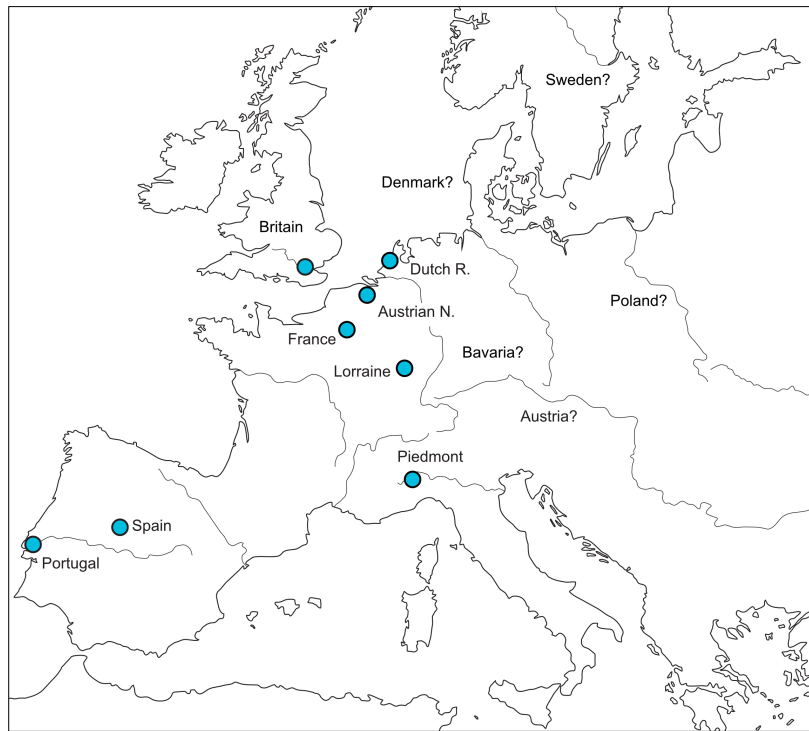 Sweden?
Denmark?
Britain
Dutch R.
Austrian N.
Poland?
France
Bavaria?
Lorraine
Austria?
Piedmont
Spain
Portugal